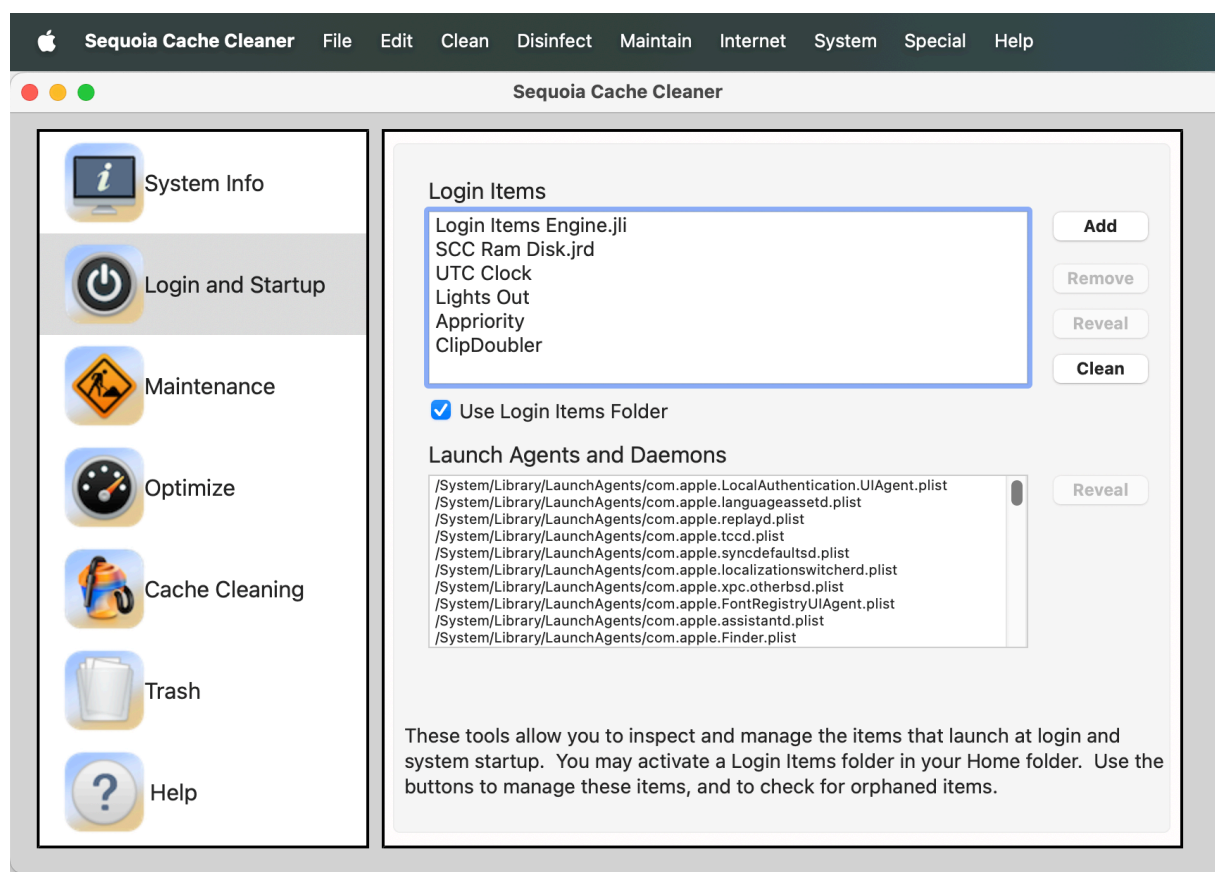 Sequoia Cache Cleaner File Edit Clean Disinfect Maintain Internet System Special Help
Sequoia Cache Cleaner
System Info
Login and Startup
Maintenance
Optimize
Cache Cleaning
Trash
Help
Login Items
Login Items Engine.jli
SCC Ram Disk.jrd
UTC Clock
Lights Out
Appriority
ClipDoubler
Add
Remove
Reveal
Clean
Use Login Items Folder
Launch Agents and Daemons
/System/Library/LaunchAgents/com.apple.LocalAuthentication.UIAgent.plist
/System/Library/LaunchAgents/com.apple.languageassetd.plist
/System/Library/LaunchAgents/com.apple.replayd.plist
/System/Library/LaunchAgents/com.apple.tccd.plist
/System/Library/LaunchAgents/com.apple.syncdefaultsd.plist
/System/Library/LaunchAgents/com.apple.localizationswitcherd.plist
/System/Library/LaunchAgents/com.apple.xpc.otherbsd.plist
/System/Library/LaunchAgents/com.apple.FontRegistryUIAgent.plist
/System/Library/LaunchAgents/com.apple.assistantd.plist
/System/Library/LaunchAgents/com.apple.Finder.plist
Reveal
These tools allow you to inspect and manage the items that launch at login and
system startup.  You may activate a Login Items folder in your Home folder.  Use the
buttons to manage these items, and to check for orphaned items.